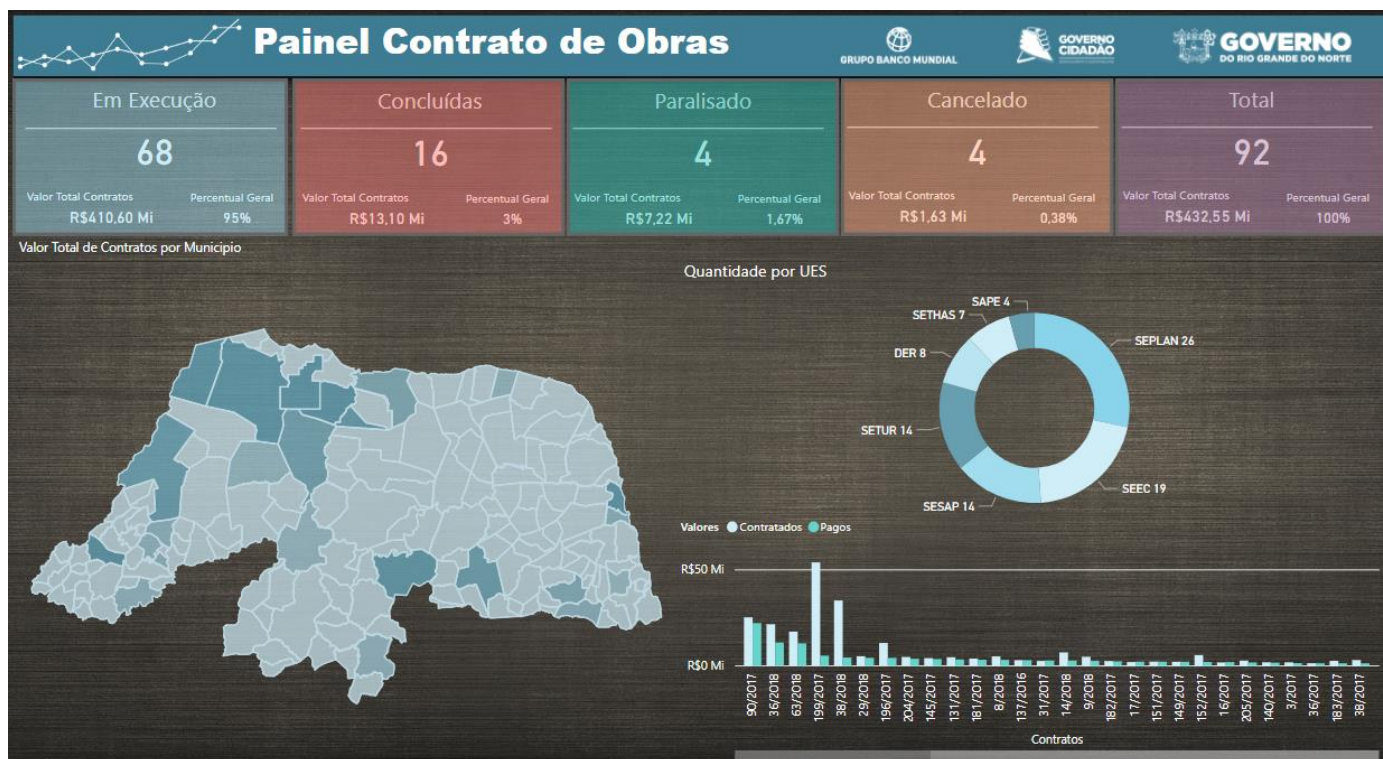 Painel Contrato de Obras
GRUPO BANCO MUNDIAL
GOVERNO
CIDADÃO
GOVERNO
DO RIO GRANDE DO NORTE
Em Execução
68
Valor Total Contratos
Percentual Geral
R$410,60 Mi
95%
Concluídas
16
Valor Total Contratos
Percentual Geral
R$13,10 Mi
3%
Paralisado
4
Valor Total Contratos
Percentual Geral
R$7,22 Mi
1,67%
Cancelado
4
Valor Total Contratos
Percentual Geral
R$1,63 Mi
0,38%
Total
92
Valor Total Contratos
Percentual Geral
R$432,55 Mi
100%
Valor Total de Contratos por Municipio
Quantidade por UES
SAPE 4
SETHAS 7
DER 8
SETUR 14
SESAP 14
SEEC 19
SEPLAN 26
Valores
Contratados
Pagos
R$50 Mi
R$0 Mi
90/2017
36/2018
63/2018
199/2017
38/2018
29/2018
196/2017
204/2017
145/2017
131/2017
181/2017
8/2018
137/2016
31/2017
14/2018
9/2018
182/2017
17/2017
151/2017
149/2017
152/2017
16/2017
205/2017
140/2017
3/2017
36/2017
183/2017
38/2017
Contratos